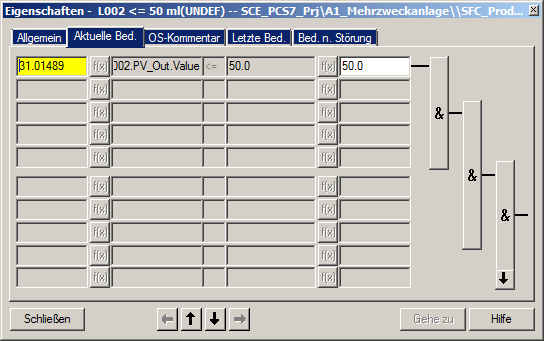 Eigenschaften -  L002 <= 50 ml(UNDEF) -- SCE_PCS7_Prj\A1_Mehrzweckanlage\\SFC_Prod...
Allgemein Aktuelle Bed. OS-Kommentar Letzte Bed. Bed. n. Störung
31.01489 f(x) 002.PV_Out.Value <= 50.0 f(x) 50.0
f(x) f(x)
f(x) f(x)
&
f(x) f(x)
f(x) f(x)
&
f(x) f(x)
f(x) f(x)
&
f(x) f(x)
f(x) f(x)
f(x) f(x)
Schließen Gehe zu Hilfe